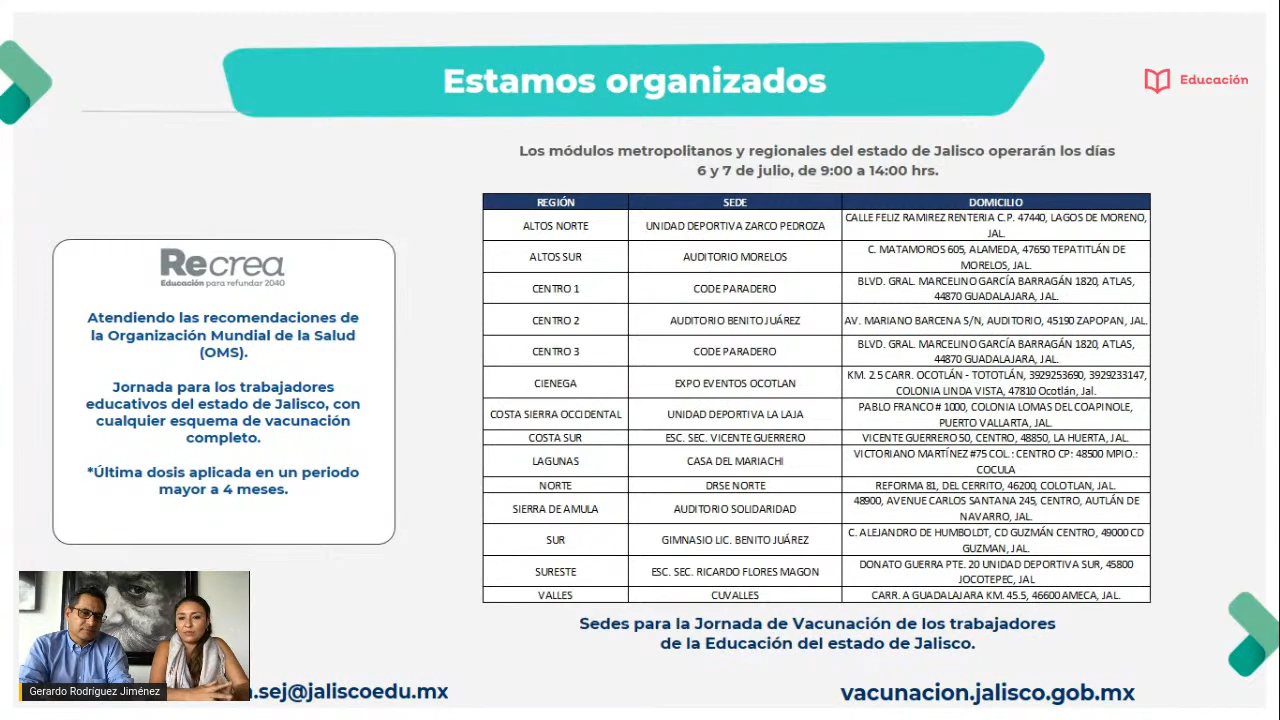 Estamos organizados
Educación
Los módulos metropolitanos y regionales del estado de Jalisco operarán los días
6 y 7 de julio, de 9:00 a 14:00 hrs.
REGIÓN SEDE DOMICILIO
ALTOS NORTE UNIDAD DEPORTIVA ZARCO PEDROZA CALLE FELIZ RAMIREZ RENTERIA C.P. 47440, LAGOS DE MORENO,
JAL.
ALTOS SUR AUDITORIO MORELOS C. MATAMOROS 605, ALAMEDA, 47650 TEPATITLÁN DE
MORELOS, JAL.
CENTRO 1 CODE PARADERO BLVD. GRAL. MARCELINO GARCÍA BARRAGÁN 1820, ATLAS,
44870 GUADALAJARA, JAL.
CENTRO 2 AUDITORIO BENITO JUÁREZ AV. MARIANO BARCENA S/N, AUDITORIO, 45190 ZAPOPAN, JAL.
CENTRO 3 CODE PARADERO BLVD. GRAL. MARCELINO GARCÍA BARRAGÁN 1820, ATLAS,
44870 GUADALAJARA, JAL.
CIENEGA EXPO EVENTOS OCOTLAN KM. 2.5 CARR. OCOTLÁN - TOTOTLÁN, 3929253690, 3929233147,
COLONIA LINDA VISTA, 47810 Ocotlán, Jal.
COSTA SIERRA OCCIDENTAL UNIDAD DEPORTIVA LA LAJA PABLO FRANCO # 1000, COLONIA LOMAS DEL COAPINOLE,
PUERTO VALLARTA, JAL.
COSTA SUR ESC. SEC. VICENTE GUERRERO VICENTE GUERRERO 50, CENTRO, 48850, LA HUERTA, JAL.
LAGUNAS CASA DEL MARIACHI VICTORIANO MARTÍNEZ #75 COL.: CENTRO CP: 48500 MPIO.:
COCULA
NORTE DRSE NORTE REFORMA 81, DEL CERRITO, 46200, COLOTLAN, JAL.
SIERRA DE AMULA AUDITORIO SOLIDARIDAD 48900, AVENUE CARLOS SANTANA 245, CENTRO, AUTLÁN DE
NAVARRO, JAL.
SUR GIMNASIO LIC. BENITO JUÁREZ C. ALEJANDRO DE HUMBOLDT, CD GUZMÁN CENTRO, 49000 CD
GUZMAN, JAL.
SURESTE ESC. SEC. RICARDO FLORES MAGON DONATO GUERRA PTE. 20 UNIDAD DEPORTIVA SUR, 45800
JOCOTEPEC, JAL
VALLES CUVALLES CARR. A GUADALAJARA KM. 45.5, 46600 AMECA, JAL.
Recrea
Educación para refundar 2040
Atendiendo las recomendaciones de
la Organización Mundial de la Salud
(OMS).
Jornada para los trabajadores
educativos del estado de Jalisco, con
cualquier esquema de vacunación
completo.
*Última dosis aplicada en un periodo
mayor a 4 meses.
Sedes para la Jornada de Vacunación de los trabajadores
de la Educación del estado de Jalisco.
Gerardo Rodríguez Jiménez
.sej@jaliscoedu.mx
vacunacion.jalisco.gob.mx